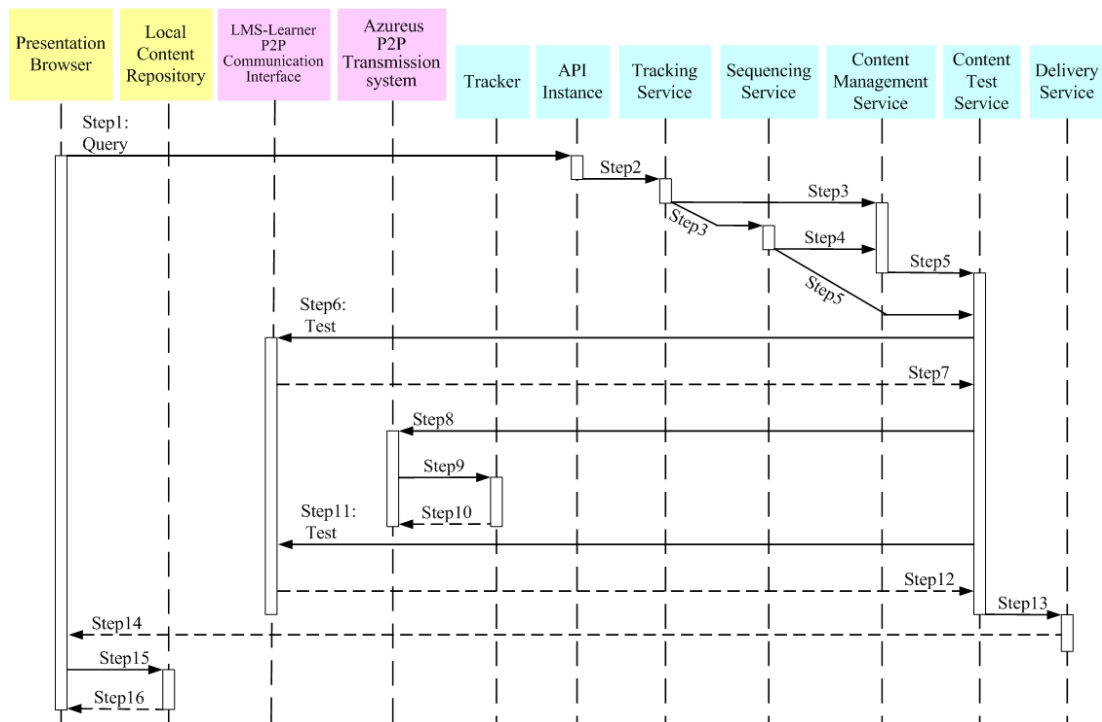 Presentation
Browser
Local
Content
Repository
LMS-Learner
P2P
Communication
Interface
Azureus
P2P
Transmission
system
Tracker
API
Instance
Tracking
Service
Sequencing
Service
Content
Management
Service
Content
Test
Service
Delivery
Service
Step1:
Query
Step2
Step3
Step3
Step4
Step5
Step5
Step6:
Test
Step7
Step8
Step9
Step10
Step11:
Test
Step12
Step13
Step14
Step15
Step16